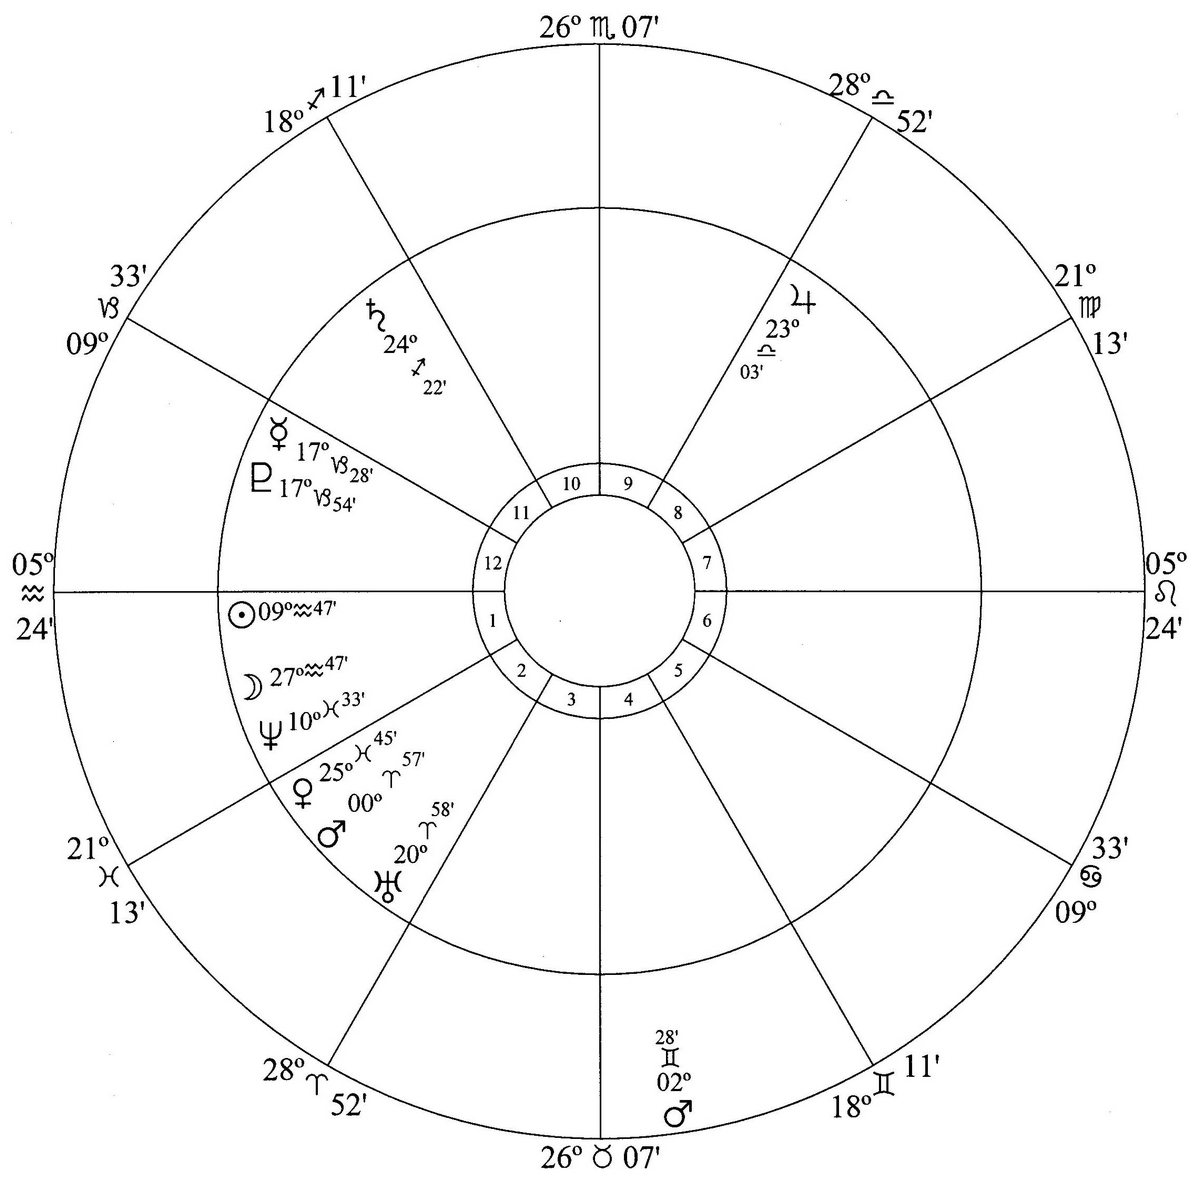 26º ♏ 07'
28º ♎ 52'
21º ♍ 13'
05º ♌ 24'
33' ♋ 09º
11' ♊ 18º
26º ♉ 07'
28º ♈ 52'
21º ♓ 13'
05º ♒ 24'
33' ♑ 09º
18º ♐ 11'
♄ 24º ♐ 22'
♃ 23º ♎ 03'
☿ 17º ♑ 28'
♇ 17º ♑ 54'
☉ 09º ♒ 47'
☽ 27º ♒ 47'
♆ 10º ♓ 33'
♀ 25º ♓ 45'
♂ 00º ♈ 57'
♅ 20º ♈ 58'
28' ♊ 02º ♂
10
9
11
8
12
7
1
6
2
5
3
4